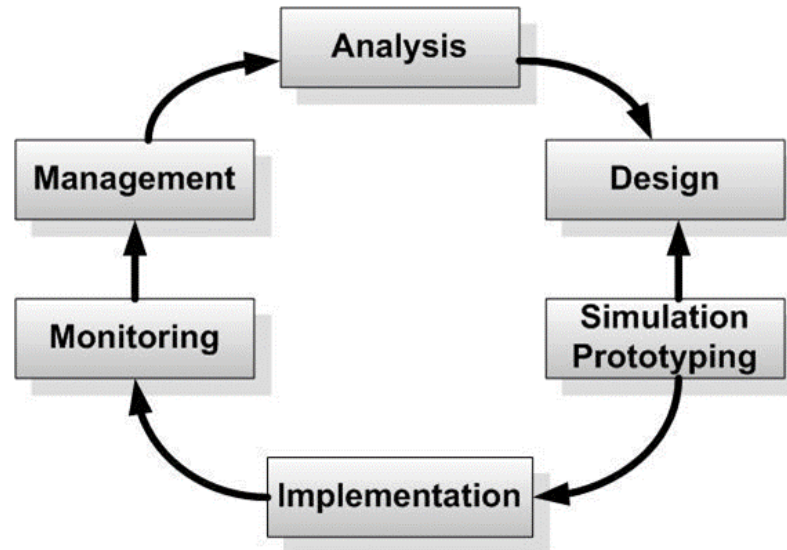 Analysis
Management
Design
Monitoring
Simulation
Prototyping
Implementation